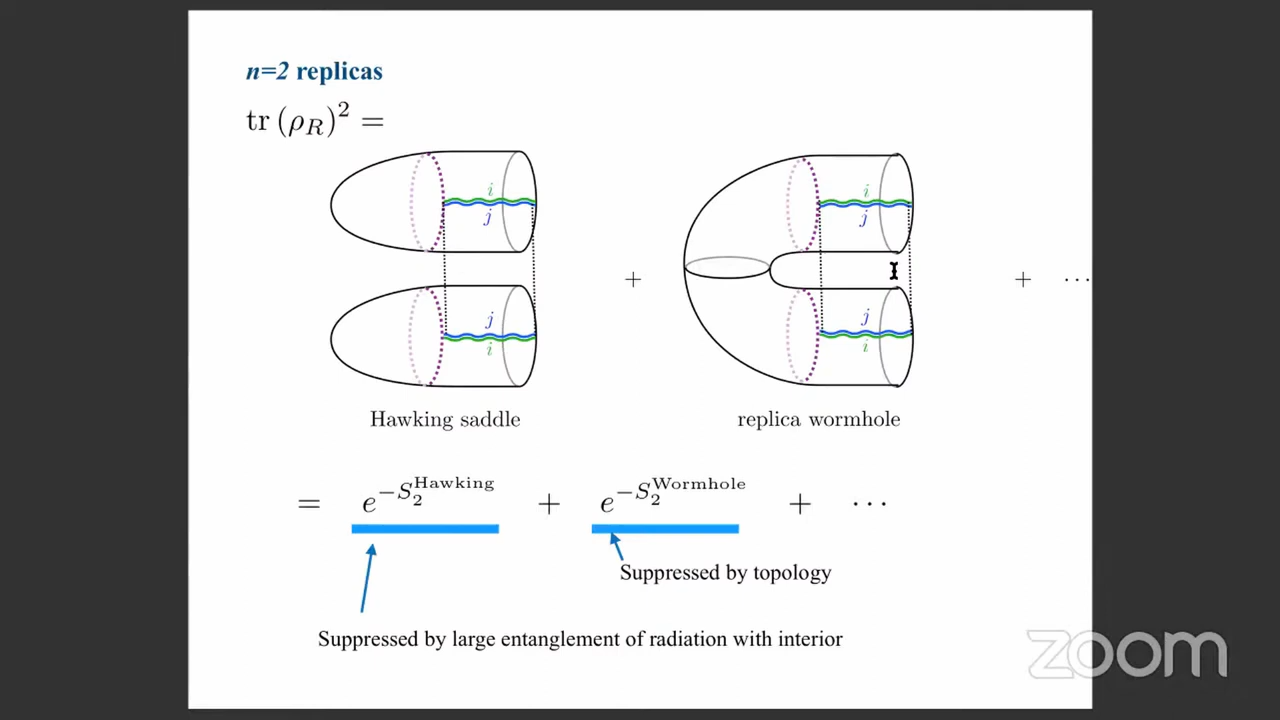 n=2 replicas
tr (ρ_R)^2 =
i
j
j
i
i
j
j
i
+
+ ···
Hawking saddle
replica wormhole
= e^{-S_2^{Hawking}} + e^{-S_2^{Wormhole}} + ···
Suppressed by topology
Suppressed by large entanglement of radiation with interior
zoom